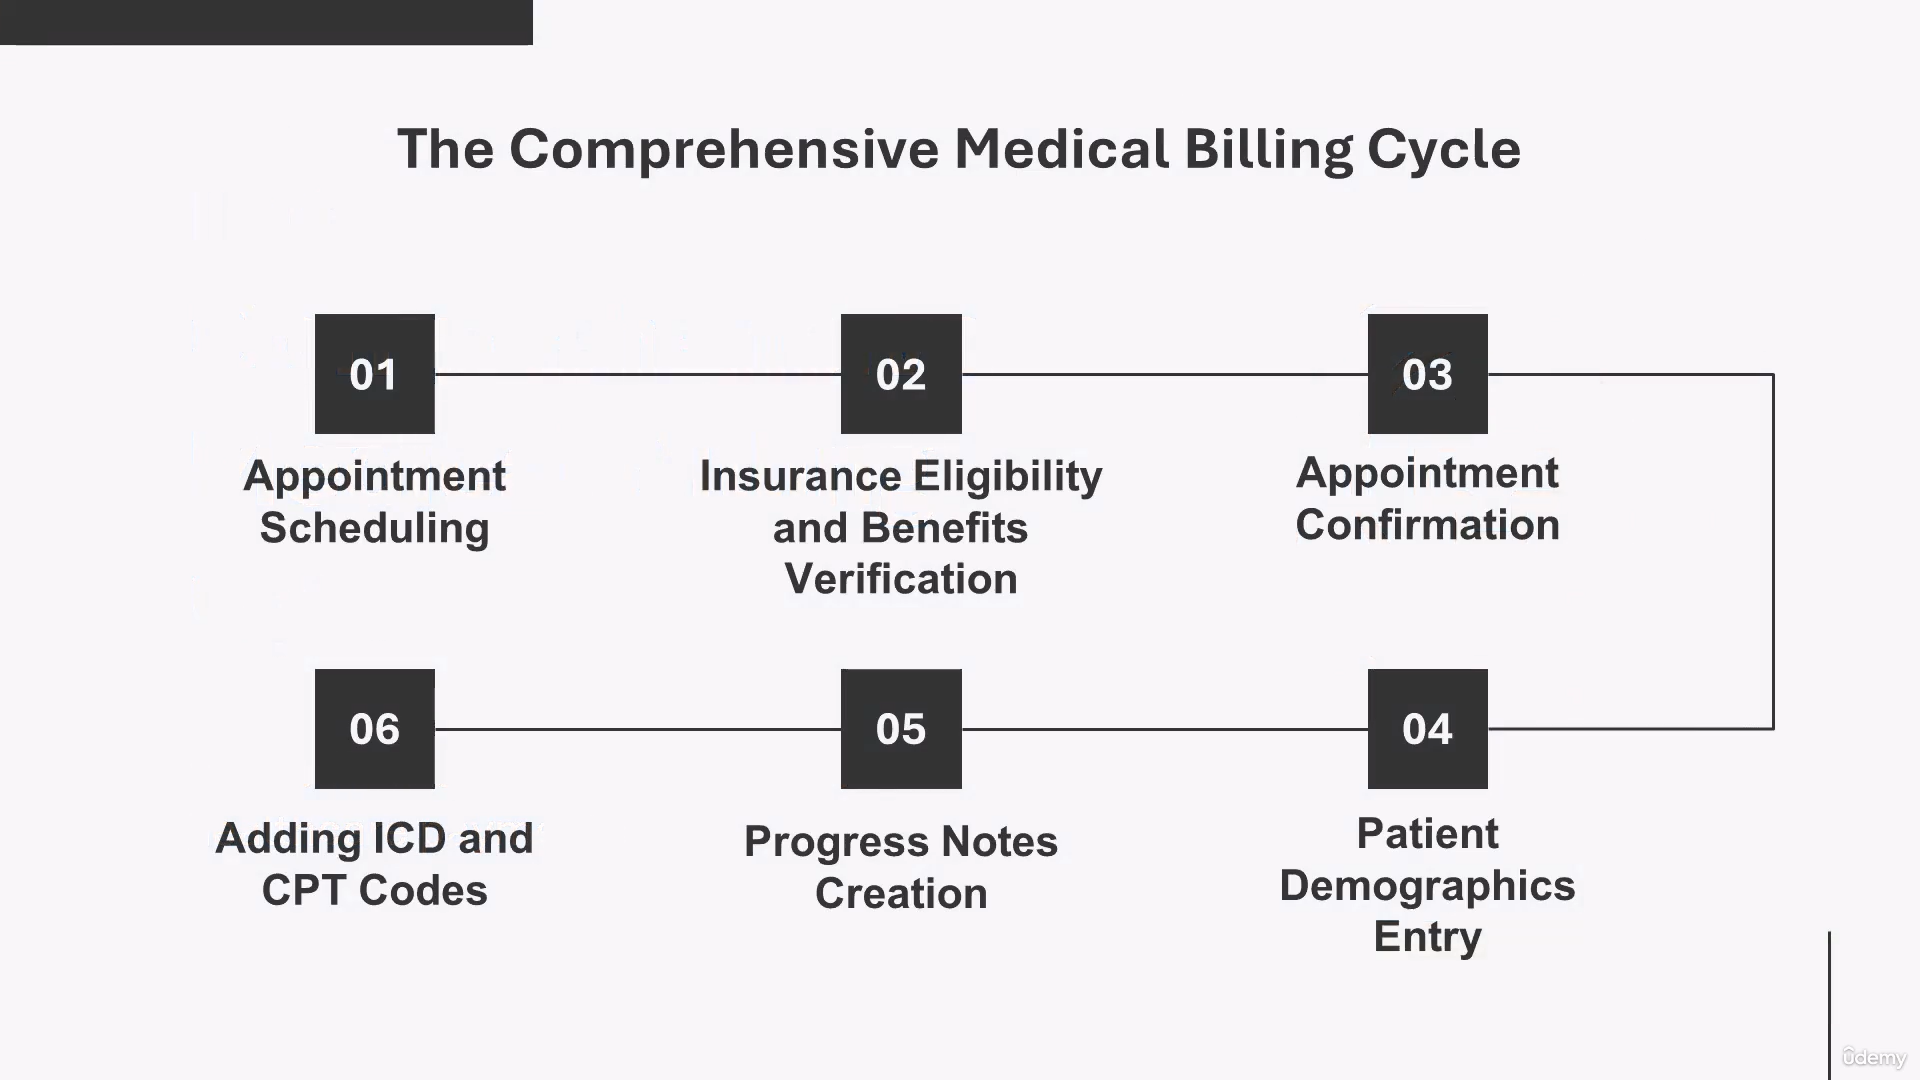 The Comprehensive Medical Billing Cycle
01
Appointment
Scheduling
02
Insurance Eligibility
and Benefits
Verification
03
Appointment
Confirmation
04
Patient
Demographics
Entry
05
Progress Notes
Creation
06
Adding ICD and
CPT Codes
ûdemy